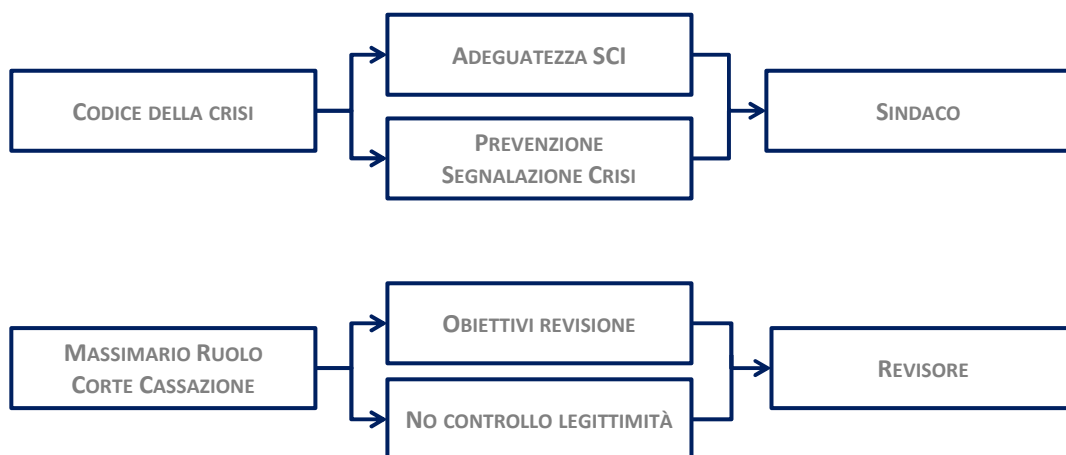 ADEGUATEZZA SCI
CODICE DELLA CRISI
PREVENZIONE
SEGNALAZIONE CRISI
SINDACO
OBIETTIVI REVISIONE
MASSIMARIO RUOLO
CORTE CASSAZIONE
NO CONTROLLO LEGITTIMITÀ
REVISORE